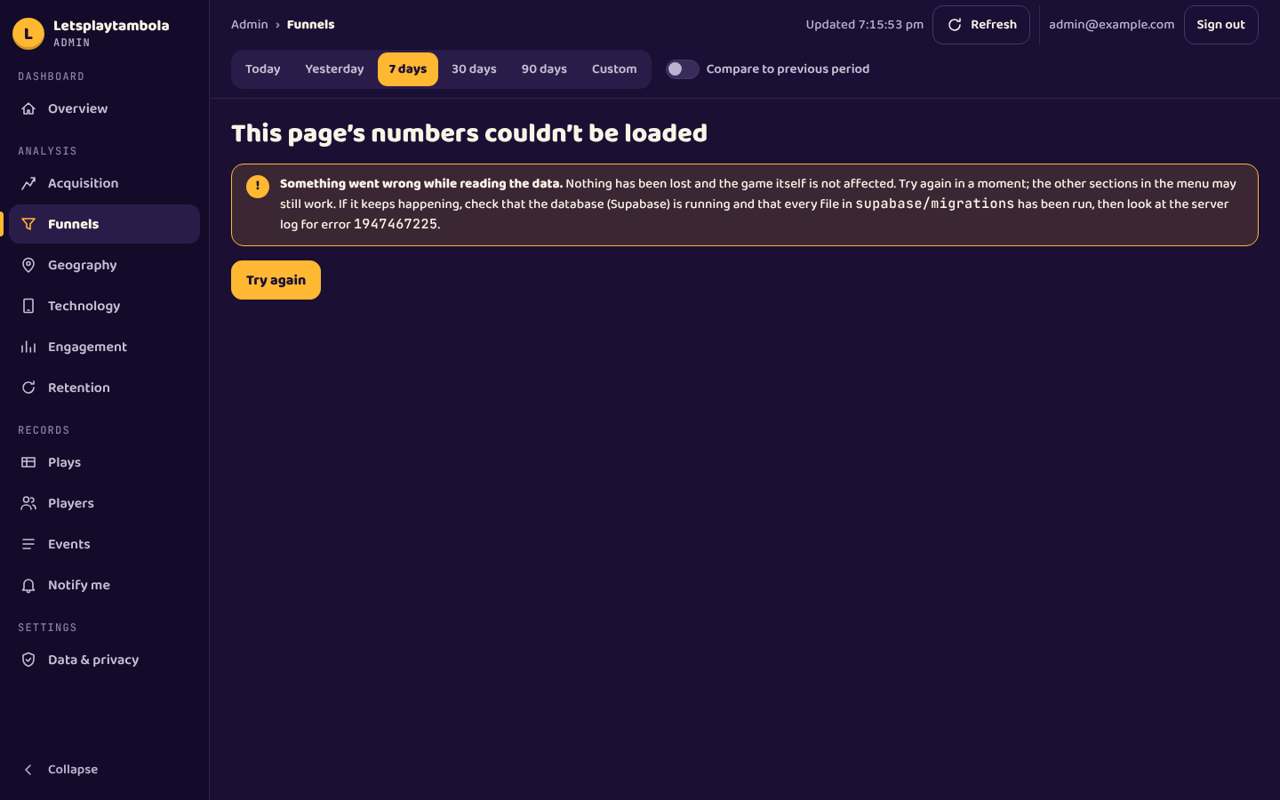 L
Letsplaytambola
ADMIN
DASHBOARD
Overview
ANALYSIS
Acquisition
Funnels
Geography
Technology
Engagement
Retention
RECORDS
Plays
Players
Events
Notify me
SETTINGS
Data & privacy
Collapse
Admin › Funnels
Updated 7:15:53 pm
Refresh
admin@example.com
Sign out
Today Yesterday 7 days 30 days 90 days Custom
Compare to previous period
This page’s numbers couldn’t be loaded
!
Something went wrong while reading the data. Nothing has been lost and the game itself is not affected. Try again in a moment; the other sections in the menu may
still work. If it keeps happening, check that the database (Supabase) is running and that every file in supabase/migrations has been run, then look at the server
log for error 1947467225.
Try again